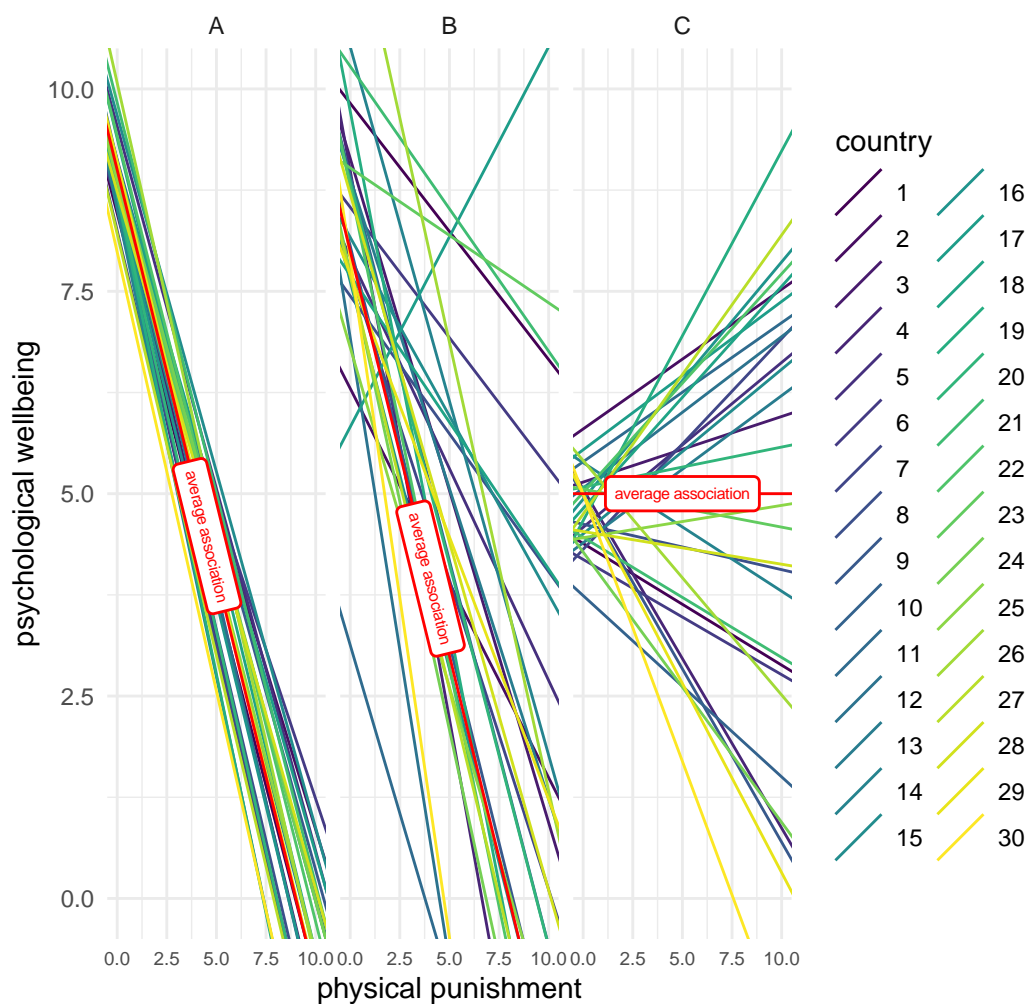 A B C
psychological wellbeing
10.0
7.5
5.0
2.5
0.0
average association
average association
average association
0.0 2.5 5.0 7.5 10.0 0.0 2.5 5.0 7.5 10.0 0.0 2.5 5.0 7.5 10.0
physical punishment
country
1 16
2 17
3 18
4 19
5 20
6 21
7 22
8 23
9 24
10 25
11 26
12 27
13 28
14 29
15 30